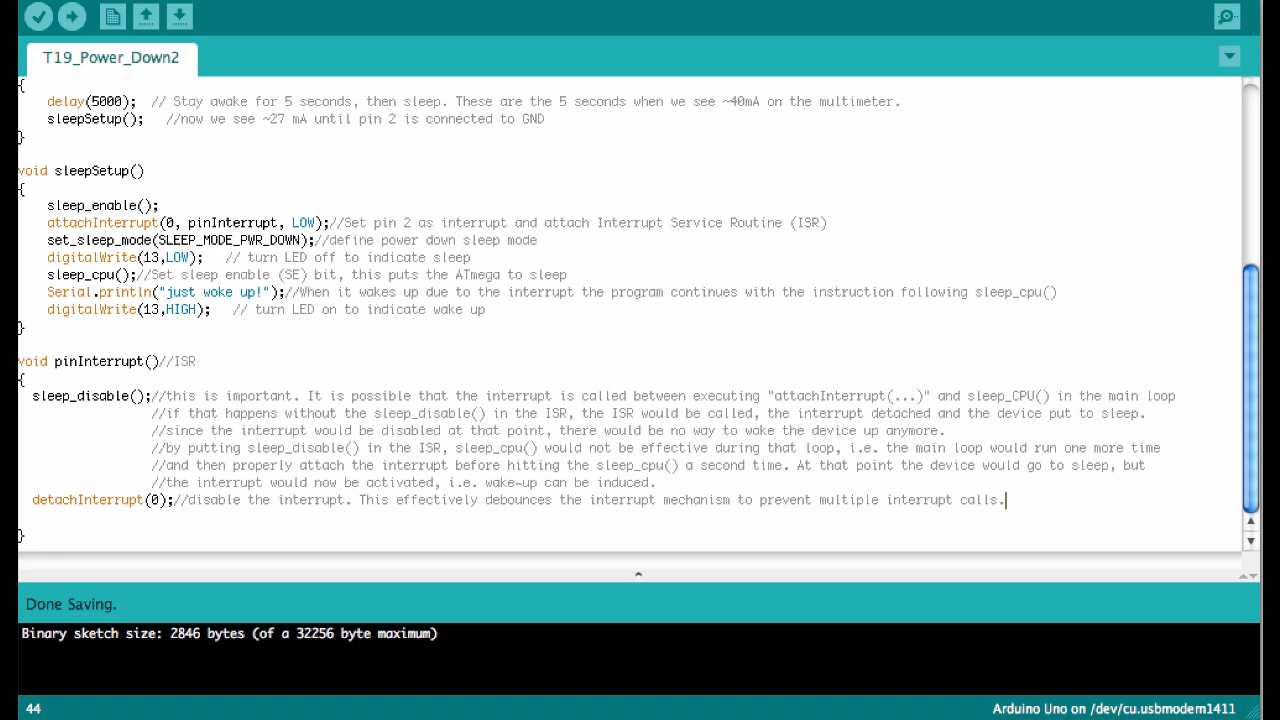 T19_Power_Down2
{
delay(5000); // Stay awake for 5 seconds, then sleep. These are the 5 seconds when we see ~40mA on the multimeter.
sleepSetup(); //now we see ~27 mA until pin 2 is connected to GND
}
void sleepSetup()
{
sleep_enable();
attachInterrupt(0, pinInterrupt, LOW);//Set pin 2 as interrupt and attach Interrupt Service Routine (ISR)
set_sleep_mode(SLEEP_MODE_PWR_DOWN);//define power down sleep mode
digitalWrite(13,LOW); // turn LED off to indicate sleep
sleep_cpu();//Set sleep enable (SE) bit, this puts the ATmega to sleep
Serial.println("just woke up!");//When it wakes up due to the interrupt the program continues with the instruction following sleep_cpu()
digitalWrite(13,HIGH); // turn LED on to indicate wake up
}
void pinInterrupt()//ISR
{
sleep_disable();//this is important. It is possible that the interrupt is called between executing "attachInterrupt(...)" and sleep_CPU() in the main loop
//if that happens without the sleep_disable() in the ISR, the ISR would be called, the interrupt detached and the device put to sleep.
//since the interrupt would be disabled at that point, there would be no way to wake the device up anymore.
//by putting sleep_disable() in the ISR, sleep_cpu() would not be effective during that loop, i.e. the main loop would run one more time
//and then properly attach the interrupt before hitting the sleep_cpu() a second time. At that point the device would go to sleep, but
//the interrupt would now be activated, i.e. wake-up can be induced.
detachInterrupt(0);//disable the interrupt. This effectively debounces the interrupt mechanism to prevent multiple interrupt calls.
}
Done Saving.
Binary sketch size: 2846 bytes (of a 32256 byte maximum)
44
Arduino Uno on /dev/cu.usbmodem1411